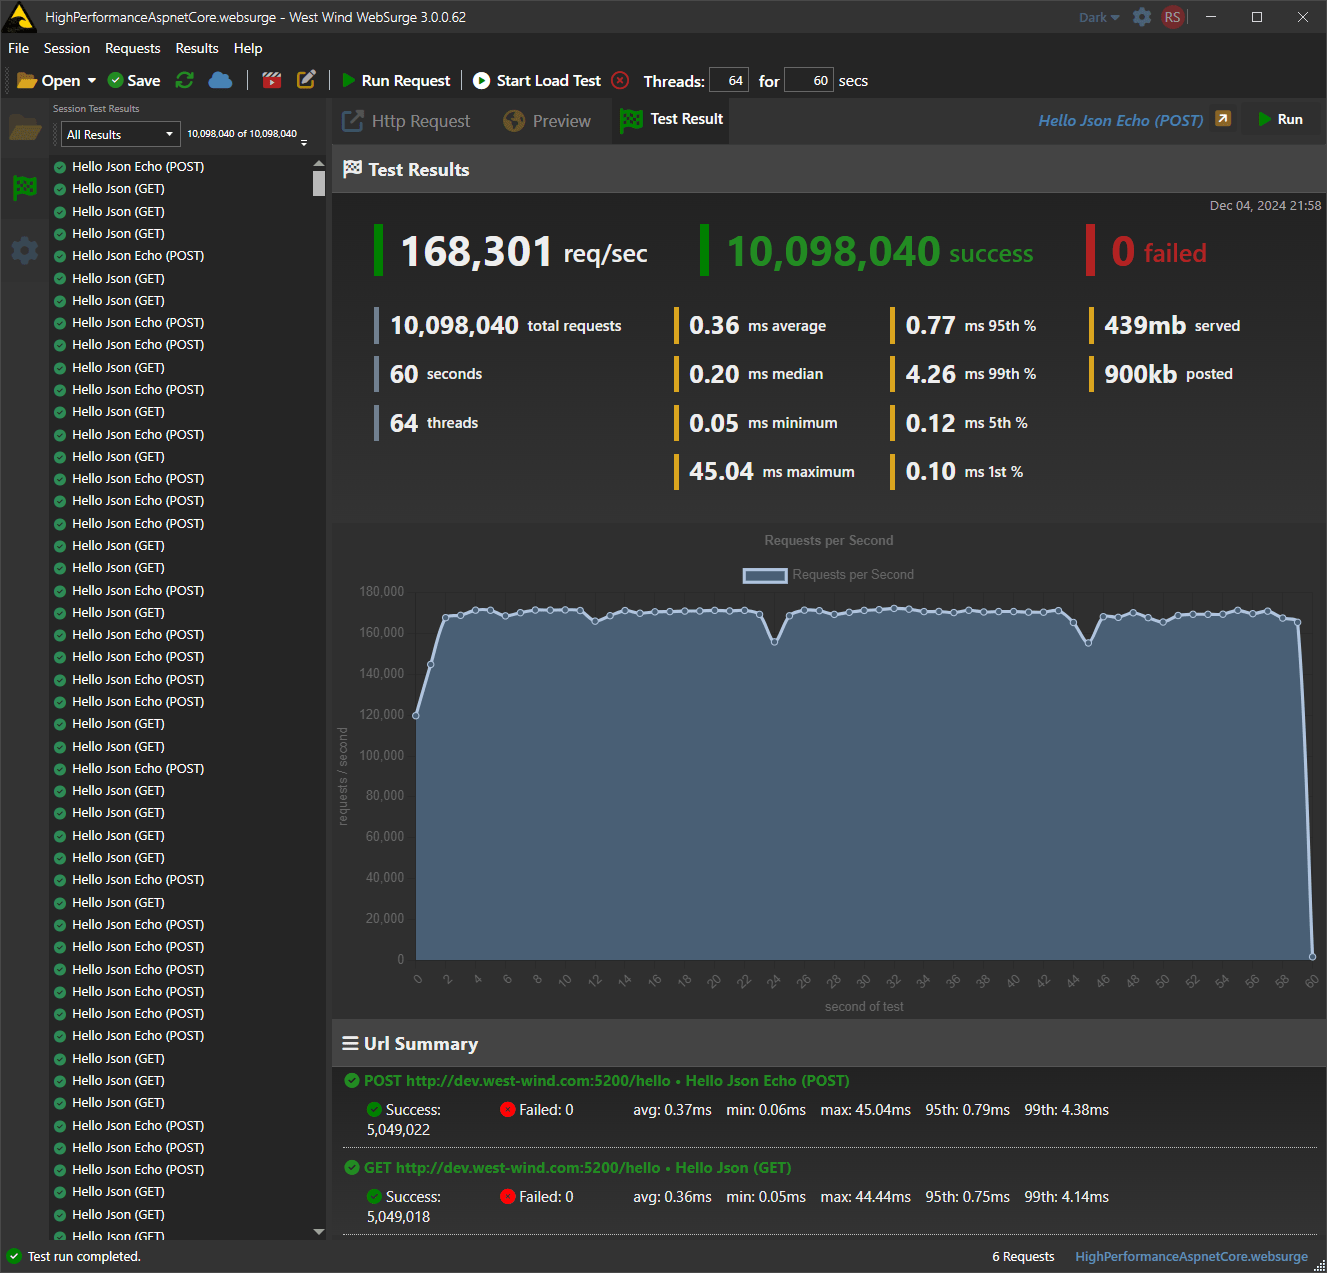 HighPerformanceAspnetCore.websurge - West Wind WebSurge 3.0.0.62
Dark
RS
File Session Requests Results Help
Open Save Run Request Start Load Test Threads: 64 for 60 secs
Session Test Results
All Results 10,098,040 of 10,098,040
Hello Json Echo (POST)
Hello Json (GET)
Hello Json (GET)
Hello Json (GET)
Hello Json Echo (POST)
Hello Json (GET)
Hello Json (GET)
Hello Json Echo (POST)
Hello Json Echo (POST)
Hello Json (GET)
Hello Json Echo (POST)
Hello Json (GET)
Hello Json Echo (POST)
Hello Json (GET)
Hello Json Echo (POST)
Hello Json Echo (POST)
Hello Json Echo (POST)
Hello Json (GET)
Hello Json (GET)
Hello Json Echo (POST)
Hello Json (GET)
Hello Json Echo (POST)
Hello Json Echo (POST)
Hello Json Echo (POST)
Hello Json Echo (POST)
Hello Json (GET)
Hello Json (GET)
Hello Json Echo (POST)
Hello Json (GET)
Hello Json (GET)
Hello Json (GET)
Hello Json (GET)
Hello Json Echo (POST)
Hello Json (GET)
Hello Json Echo (POST)
Hello Json Echo (POST)
Hello Json Echo (POST)
Hello Json Echo (POST)
Hello Json Echo (POST)
Hello Json Echo (POST)
Hello Json (GET)
Hello Json (GET)
Hello Json (GET)
Hello Json Echo (POST)
Hello Json Echo (POST)
Hello Json Echo (POST)
Hello Json (GET)
Hello Json (GET)
Hello Json (GET)
Http Request Preview Test Result Hello Json Echo (POST) Run
Test Results
Dec 04, 2024 21:58
168,301 req/sec 10,098,040 success 0 failed
10,098,040 total requests 0.36 ms average 0.77 ms 95th % 439mb served
60 seconds 0.20 ms median 4.26 ms 99th % 900kb posted
64 threads 0.05 ms minimum 0.12 ms 5th %
45.04 ms maximum 0.10 ms 1st %
Requests per Second
Requests per Second
180,000
160,000
140,000
120,000
100,000
80,000
60,000
40,000
20,000
0
requests / second
0 2 4 6 8 10 12 14 16 18 20 22 24 26 28 30 32 34 36 38 40 42 44 46 48 50 52 54 56 58 60
second of test
Url Summary
POST http://dev.west-wind.com:5200/hello • Hello Json Echo (POST)
Success: Failed: 0 avg: 0.37ms min: 0.06ms max: 45.04ms 95th: 0.79ms 99th: 4.38ms
5,049,022
GET http://dev.west-wind.com:5200/hello • Hello Json (GET)
Success: Failed: 0 avg: 0.36ms min: 0.05ms max: 44.44ms 95th: 0.75ms 99th: 4.14ms
5,049,018
Test run completed. 6 Requests HighPerformanceAspnetCore.websurge